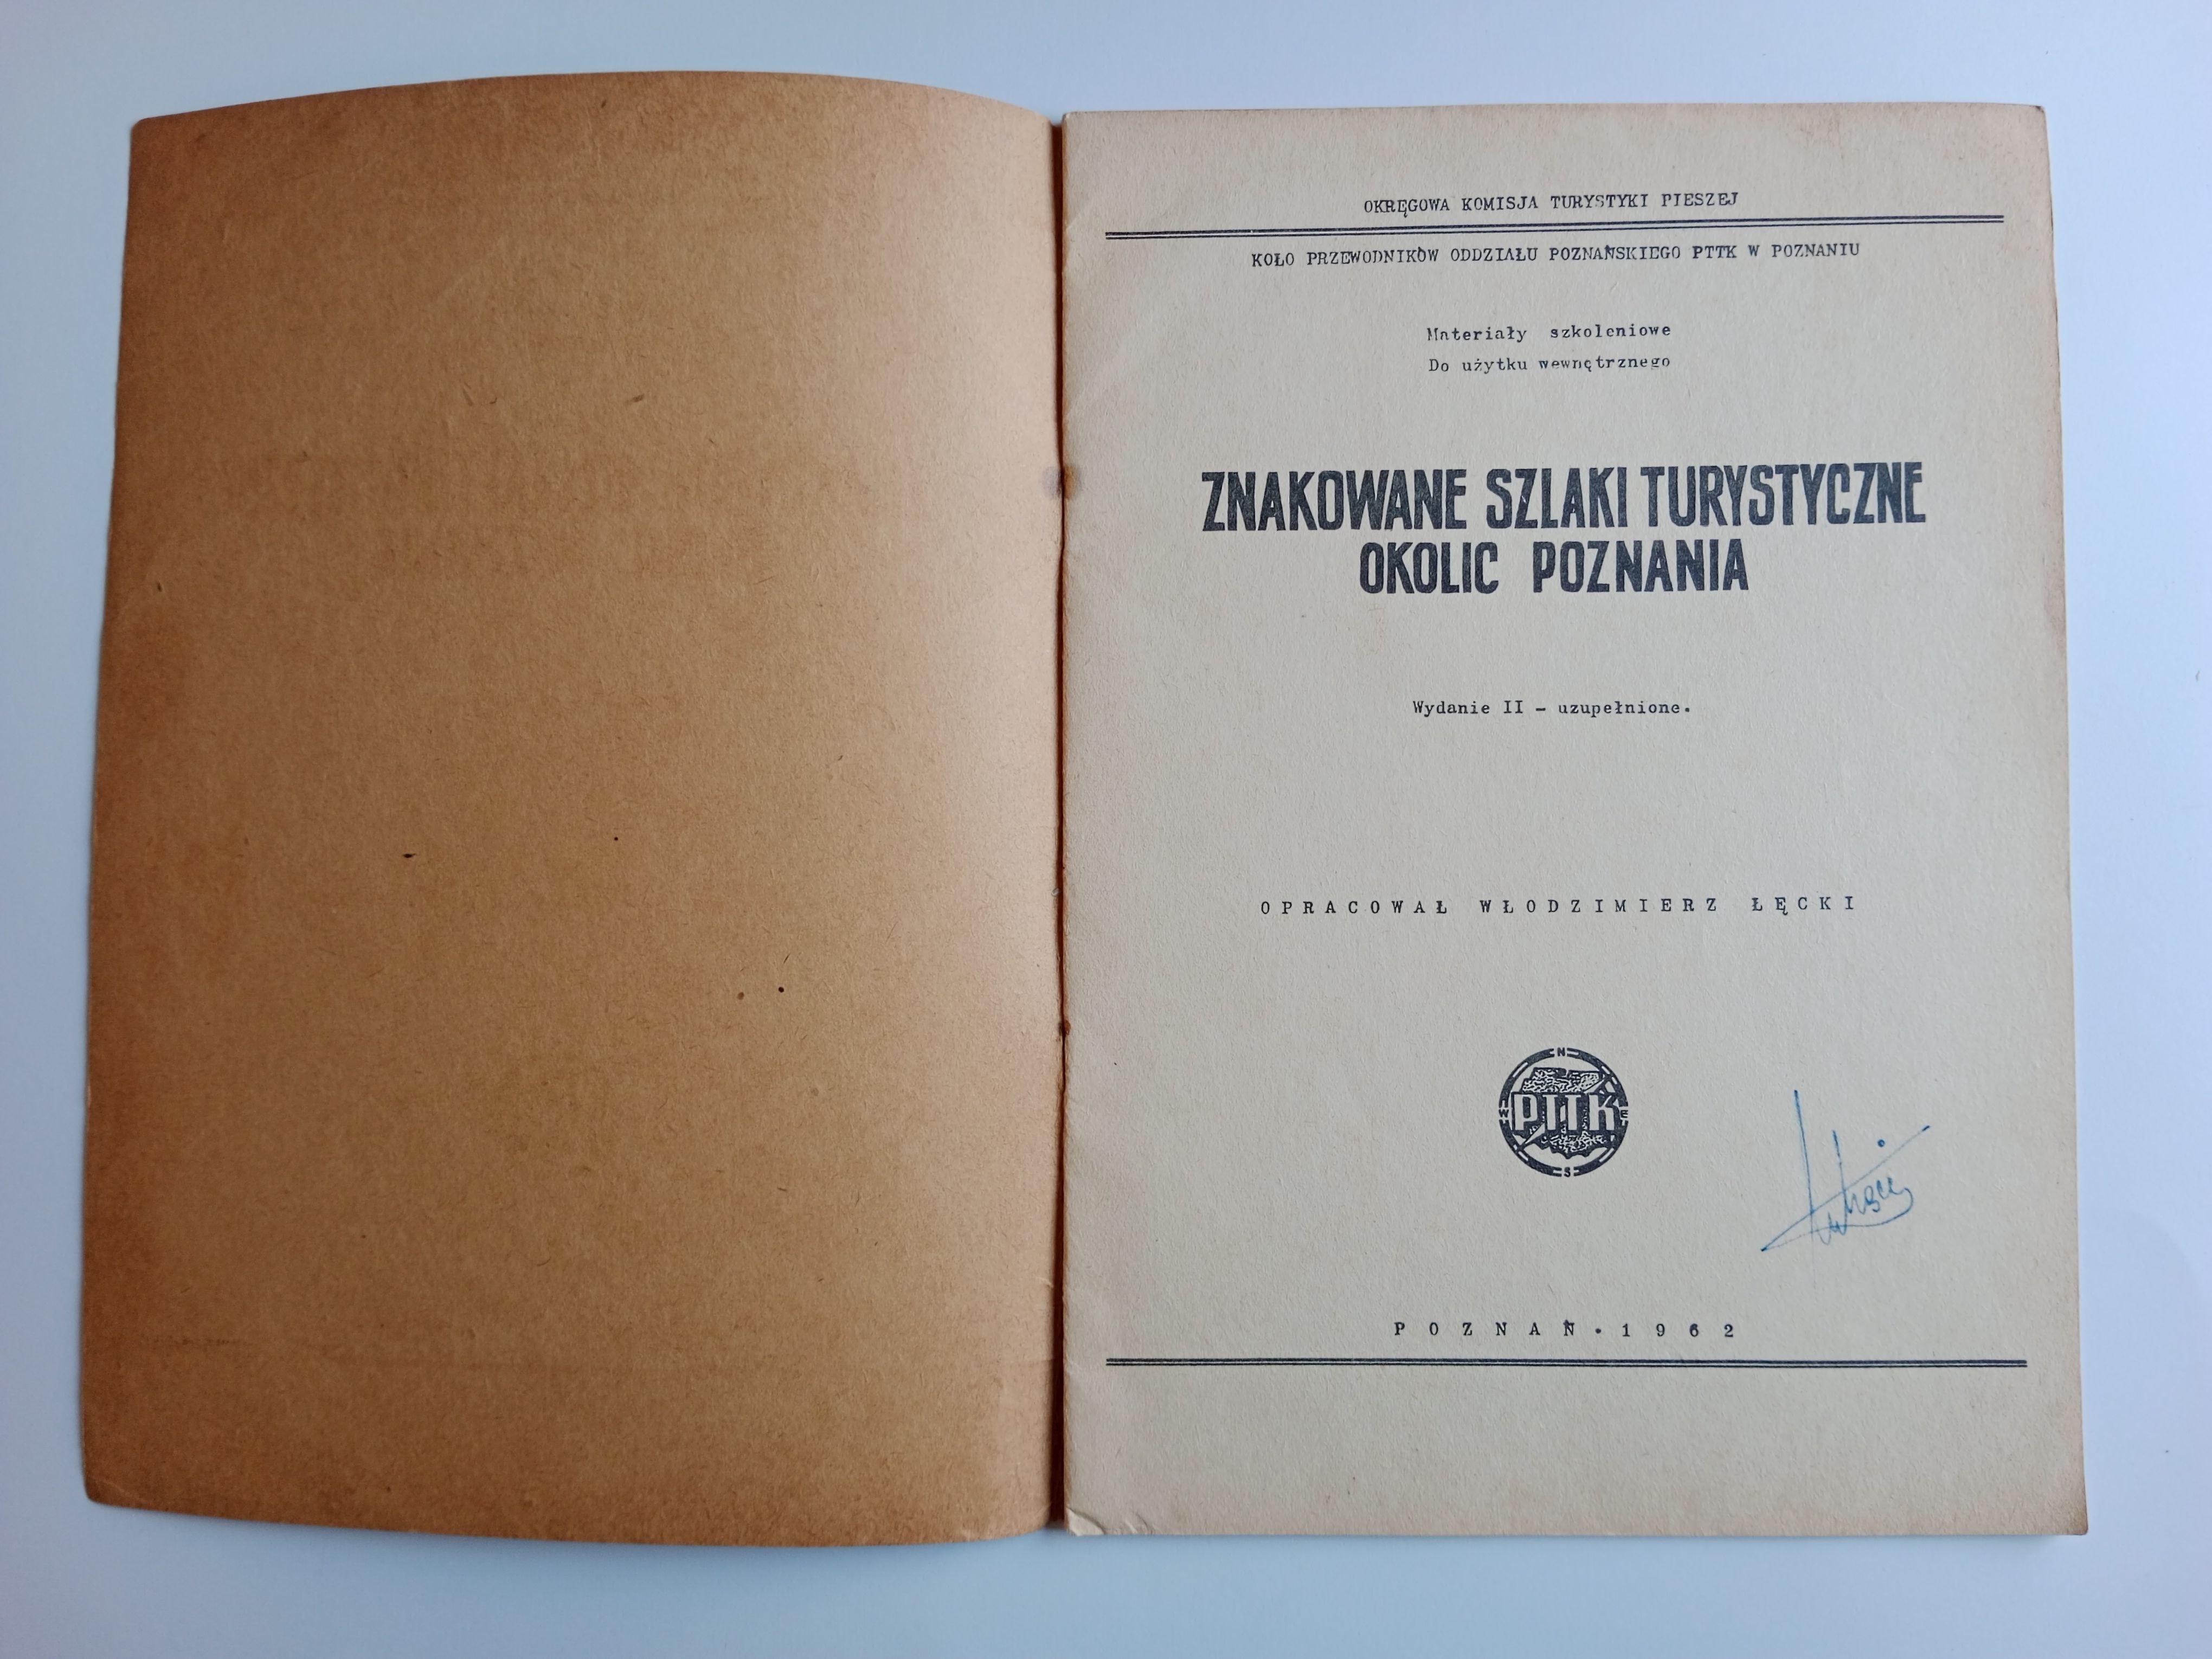 OKRĘGOWA KOMISJA TURYSTYKI PIESZEJ
KOŁO PRZEWODNIKÓW ODDZIAŁU POZNAŃSKIEGO PTTK W POZNANIU
Materiały szkoleniowe
Do użytku wewnętrznego
ZNAKOWANE SZLAKI TURYSTYCZNE
OKOLIC POZNANIA
Wydanie II - uzupełnione.
OPRACOWAŁ WŁODZIMIERZ ŁĘCKI
N
W PTTK E
S
POZNAŃ • 1962